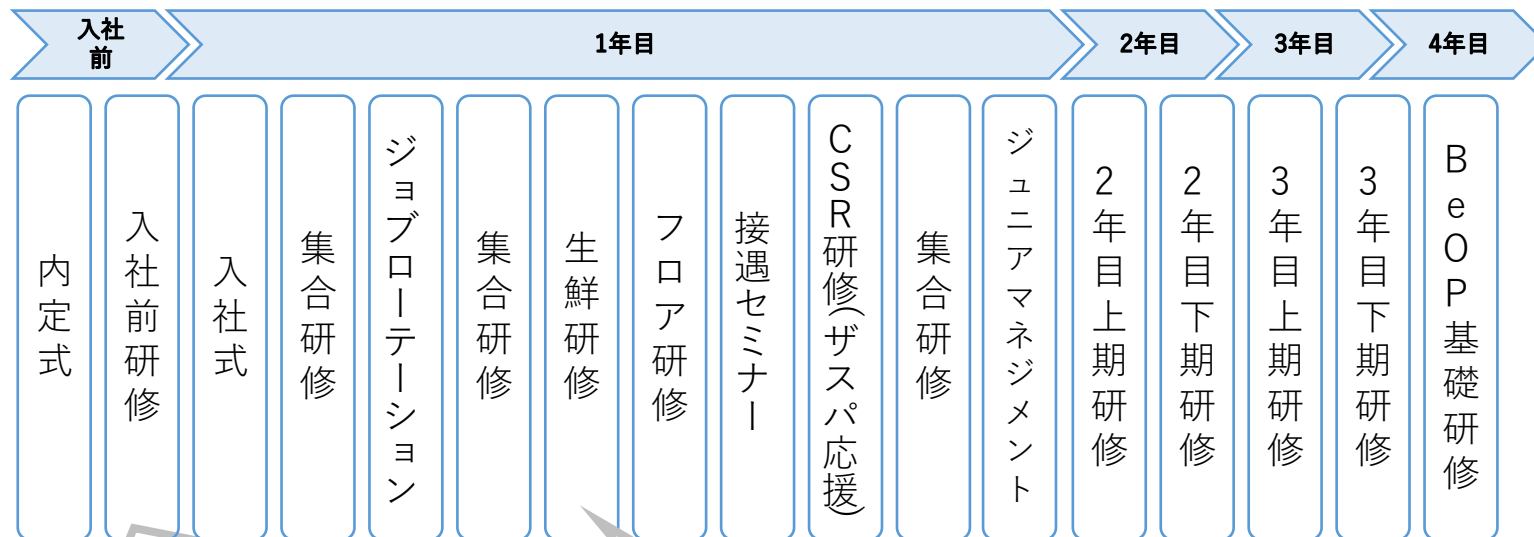 入社
前
1年目
2年目
3年目
4年目
内定式
入社前研修
入社式
集合研修
ジョブローテーション
集合研修
生鮮研修
フロア研修
接遇セミナー
CSR研修(ザスパ応援)
集合研修
ジュニアマネジメント
2年目上期研修
2年目下期研修
3年目上期研修
3年目下期研修
BeOP基礎研修